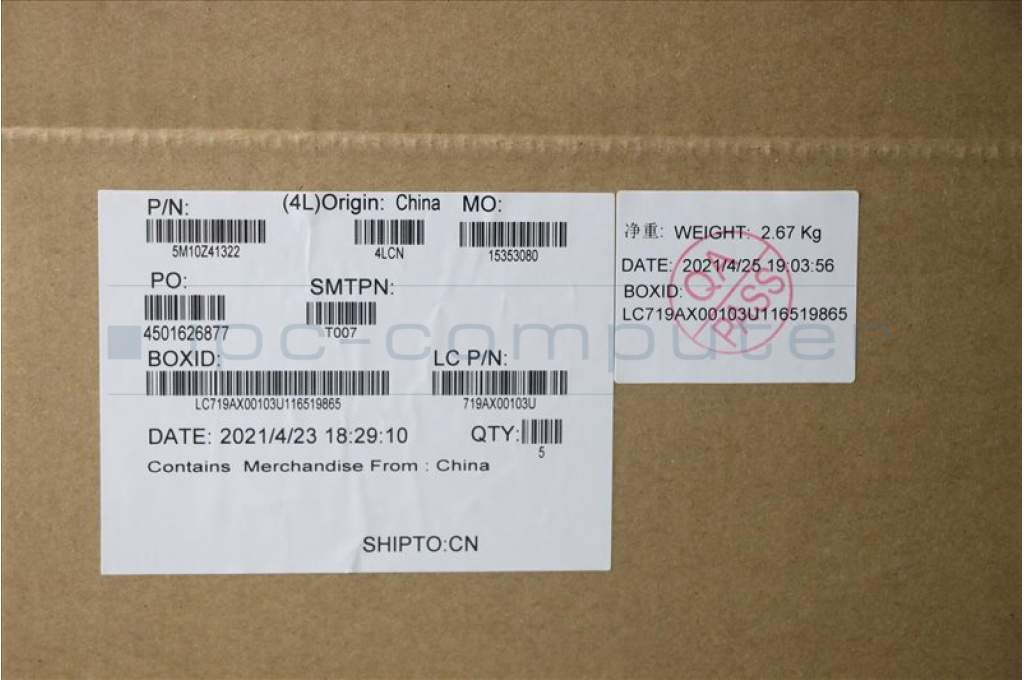 P/N: (4L)Origin: China MO:
5M10Z41322 4LCN 15353080
PO: SMTPN:
4501626877 T007
BOXID: LC P/N:
LC719AX00103U116519865 719AX00103U
DATE: 2021/4/23 18:29:10 QTY:
5
Contains Merchandise From : China
SHIPTO:CN
净重: WEIGHT: 2.67 Kg
DATE: 2021/4/25 19:03:56
BOXID:
LC719AX00103U116519865
QA
PASS
ipc-computer